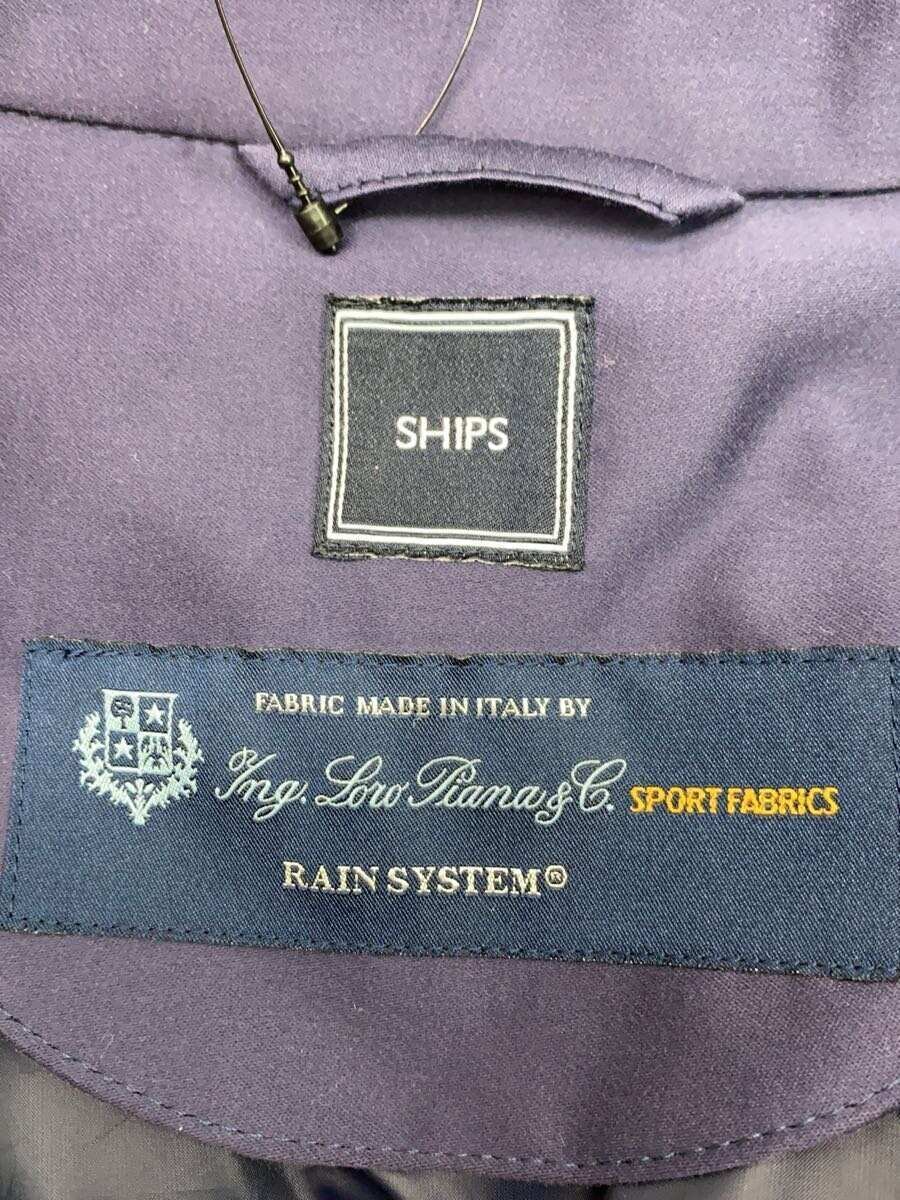 SHIPS
FABRIC MADE IN ITALY BY
Ing. Loro Piana & C. SPORT FABRICS
RAIN SYSTEM®